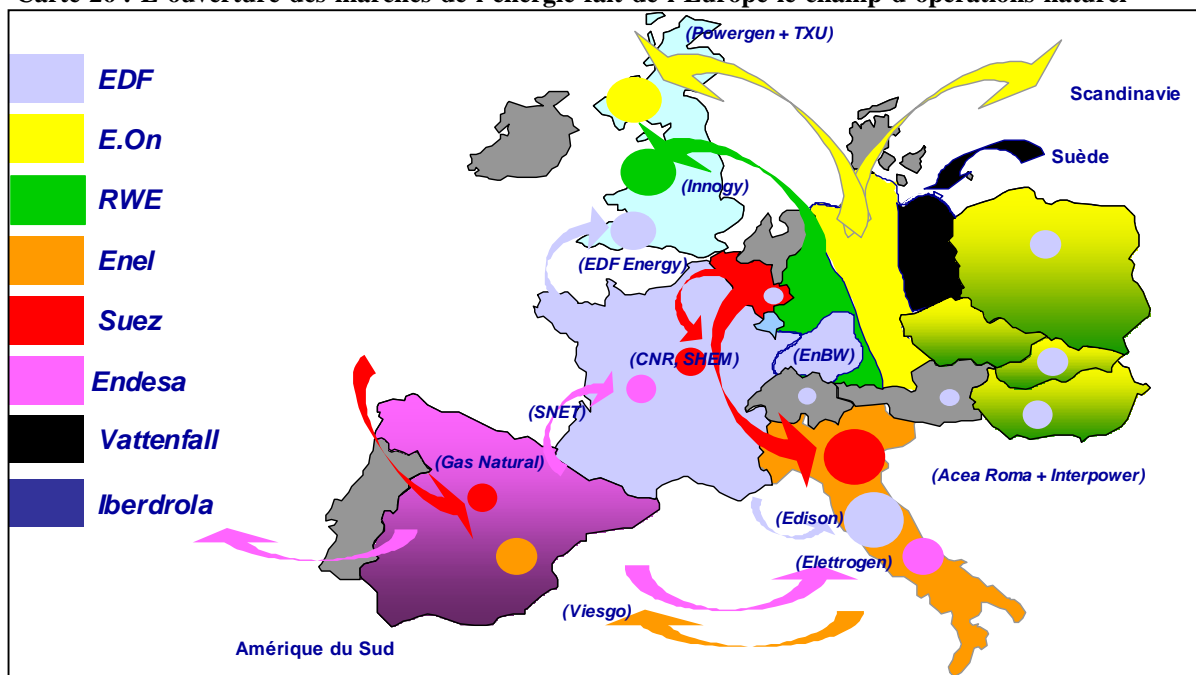 Carte 26 : L'ouverture des marchés de l'énergie fait de l'Europe le champ d'opérations naturel
(Powergen + TXU)
EDF
Scandinavie
E.On
Suède
RWE
(Innogy)
Enel
(EDF Energy)
Suez
(CNR, SHEM)
(EnBW)
Endesa
(SNET)
Vattenfall
(Gas Natural)
(Acea Roma + Interpower)
Iberdrola
(Edison)
(Elettrogen)
(Viesgo)
Amérique du Sud